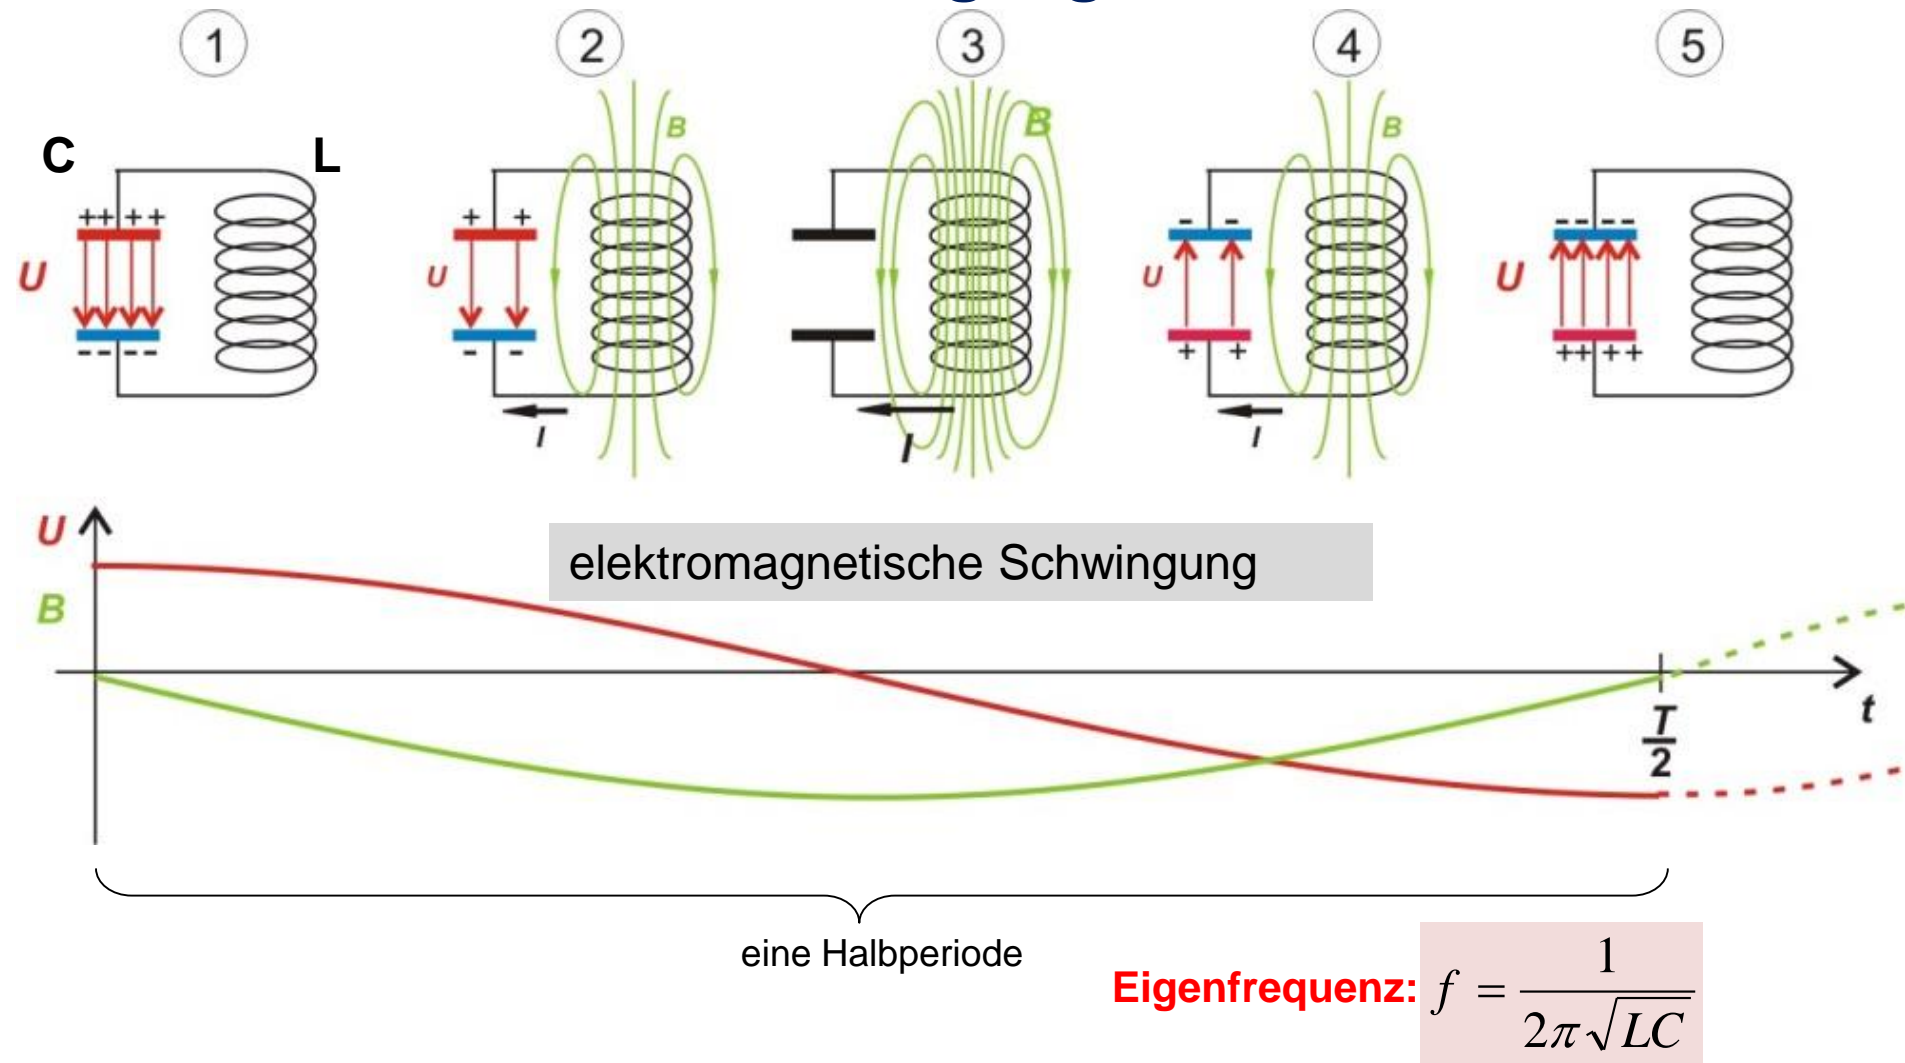 1 2 3 4 5
C L B B B
++ ++ + + - - -- --
U U U U
-- -- - - + + ++ ++
I I I
U
elektromagnetische Schwingung
B
t
T
2
eine Halbperiode
Eigenfrequenz: f = 1 / 2π√LC